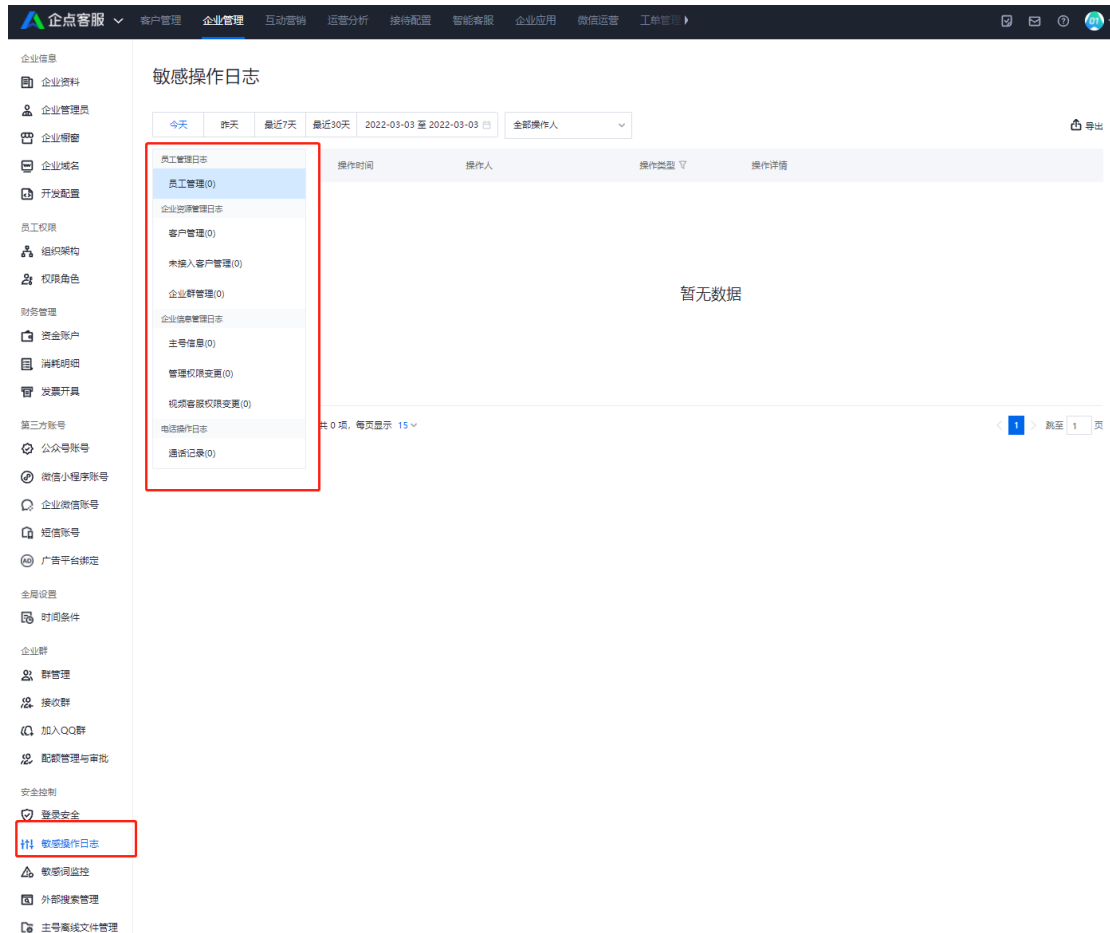 企点客服 客户管理 企业管理 互动营销 运营分析 接待配置 智能客服 企业应用 微信运营 工单管理
企业信息
企业资料
企业管理员
企业橱窗
企业域名
开发配置
员工权限
组织架构
权限角色
财务管理
资金账户
消耗明细
发票开具
第三方账号
公众号账号
微信小程序账号
企业微信账号
短信账号
广告平台绑定
全局设置
时间条件
企业群
群管理
接收群
加入QQ群
配额管理与审批
安全控制
登录安全
敏感操作日志
敏感词监控
外部搜索管理
主号离线文件管理
敏感操作日志
今天 昨天 最近7天 最近30天 2022-03-03 至 2022-03-03 全部操作人 导出
员工管理日志
员工管理(0)
企业资源管理日志
客户管理(0)
未接入客户管理(0)
企业群管理(0)
企业信息管理日志
主号信息(0)
管理权限变更(0)
视频客服权限变更(0)
电话操作日志
通话记录(0)
操作时间 操作人 操作类型 操作详情
暂无数据
共 0 项, 每页显示 15 1 跳至 1 页